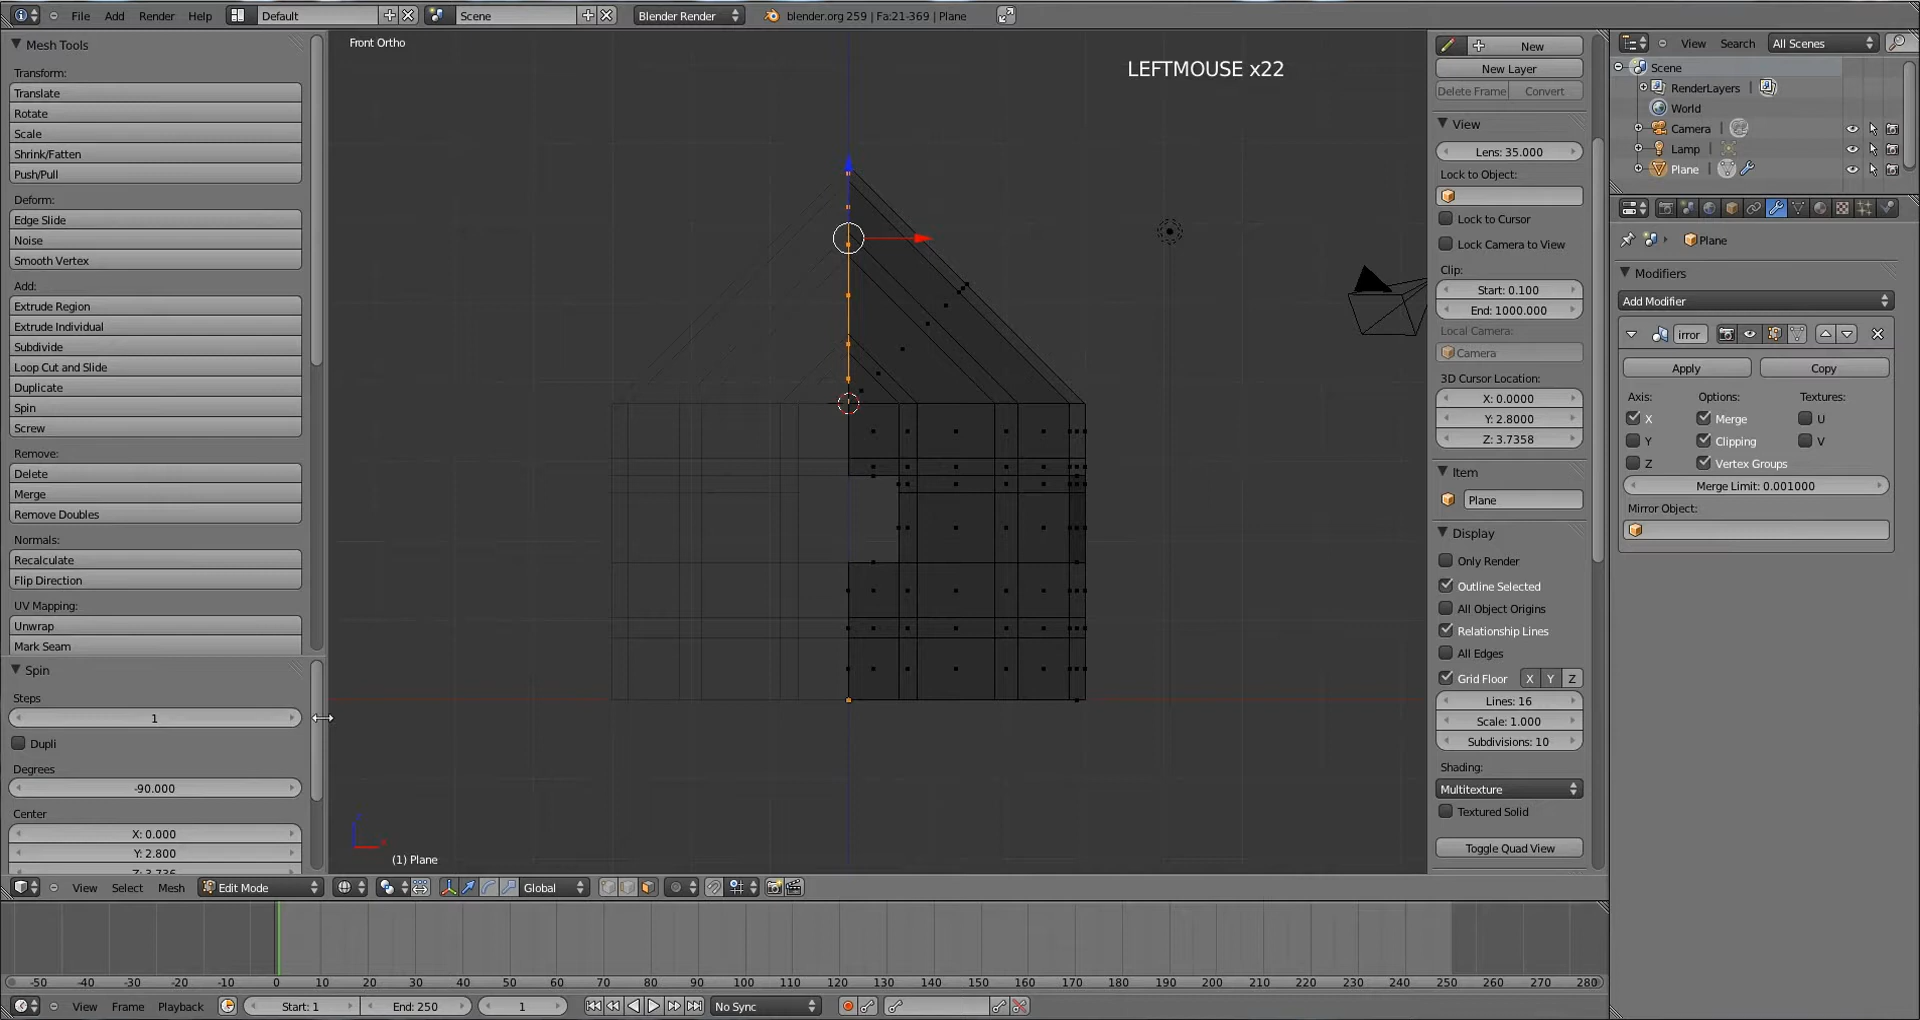 File Add Render Help Default Scene Blender Render blender.org 259 | Fa:21-369 | Plane
Mesh Tools
Transform:
Translate
Rotate
Scale
Shrink/Fatten
Push/Pull
Deform:
Edge Slide
Noise
Smooth Vertex
Add:
Extrude Region
Extrude Individual
Subdivide
Loop Cut and Slide
Duplicate
Spin
Screw
Remove:
Delete
Merge
Remove Doubles
Normals:
Recalculate
Flip Direction
UV Mapping:
Unwrap
Mark Seam
Spin
Steps
1
Dupli
Degrees
-90.000
Center
X: 0.000
Y: 2.800
Z: 3.736
Front Ortho
LEFTMOUSE x22
(1) Plane
New
New Layer
Delete Frame Convert
View
Lens: 35.000
Lock to Object:
Lock to Cursor
Lock Camera to View
Clip:
Start: 0.100
End: 1000.000
Local Camera:
Camera
3D Cursor Location:
X: 0.0000
Y: 2.8000
Z: 3.7358
Item
Plane
Display
Only Render
Outline Selected
All Object Origins
Relationship Lines
All Edges
Grid Floor X Y Z
Lines: 16
Scale: 1.000
Subdivisions: 10
Shading:
Multitexture
Textured Solid
Toggle Quad View
View Search All Scenes
Scene
RenderLayers |
World
Camera |
Lamp |
Plane |
Plane
Modifiers
Add Modifier
irror
Apply Copy
Axis: Options: Textures:
X Merge U
Y Clipping V
Z Vertex Groups
Merge Limit: 0.001000
Mirror Object:
View Select Mesh Edit Mode Global
-50 -40 -30 -20 -10 0 10 20 30 40 50 60 70 80 90 100 110 120 130 140 150 160 170 180 190 200 210 220 230 240 250 260 270 280
View Frame Playback Start: 1 End: 250 1 No Sync